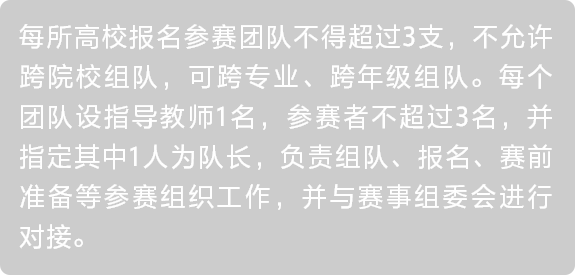 每所高校报名参赛团队不得超过3支，不允许
跨院校组队，可跨专业、跨年级组队。每个
团队设指导教师1名，参赛者不超过3名，并
指定其中1人为队长，负责组队、报名、赛前
准备等参赛组织工作，并与赛事组委会进行
对接。